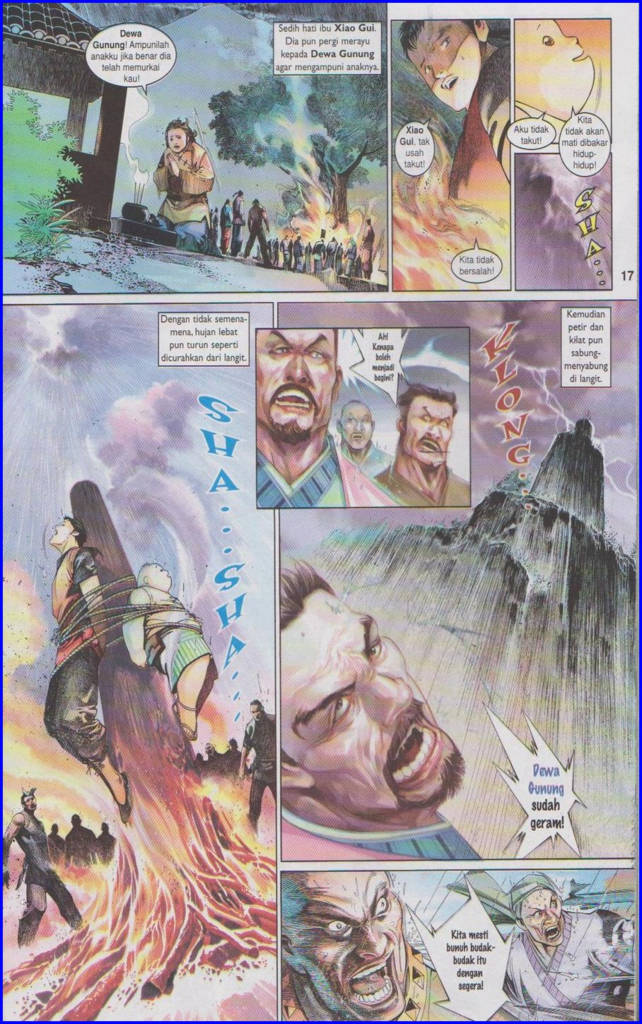 Dewa
Gunung! Ampunilah
anakku jika benar dia
telah memurkai
kau!
Sedih hati ibu Xiao Gui.
Dia pun pergi merayu
kepada Dewa Gunung
agar mengampuni anaknya.
Xiao
Gui, tak
usah
takut!
Kita tidak
bersalah!
Aku tidak
takut!
Kita
tidak akan
mati dibakar
hidup-
hidup!
SHA...
17
Dengan tidak semena-
mena, hujan lebat
pun turun seperti
dicurahkan dari langit.
SHA...SHA...
Ah!
Kenapa
boleh
menjadi
begini?
KLONG...
Kemudian
petir dan
kilat pun
sabung-
menyabung
di langit.
Dewa
Gunung
sudah
geram!
Kita mesti
bunuh budak-
budak itu
dengan
segera!